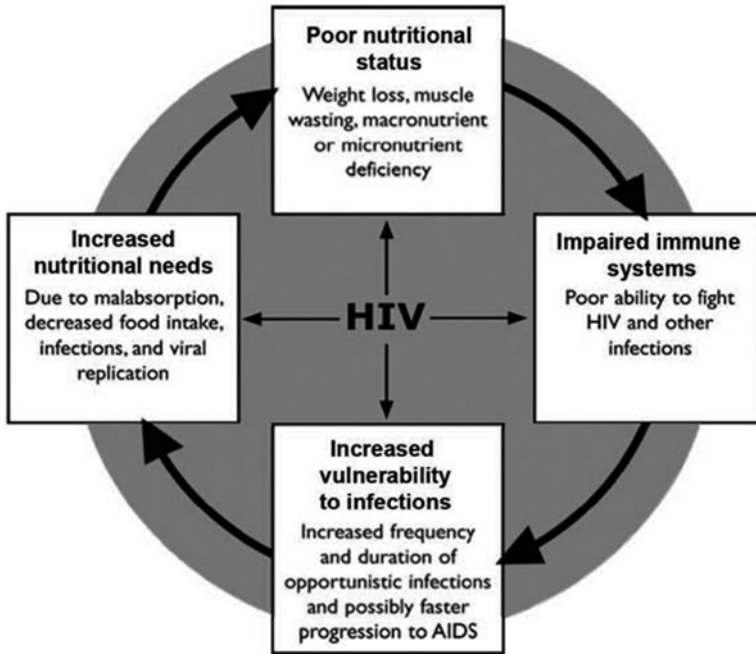 Poor nutritional
status
Weight loss, muscle
wasting, macronutrient
or micronutrient
deficiency
Increased
nutritional needs
Due to malabsorption,
decreased food intake,
infections, and viral
replication
HIV
Impaired immune
systems
Poor ability to fight
HIV and other
infections
Increased
vulnerability
to infections
Increased frequency
and duration of
opportunistic infections
and possibly faster
progression to AIDS